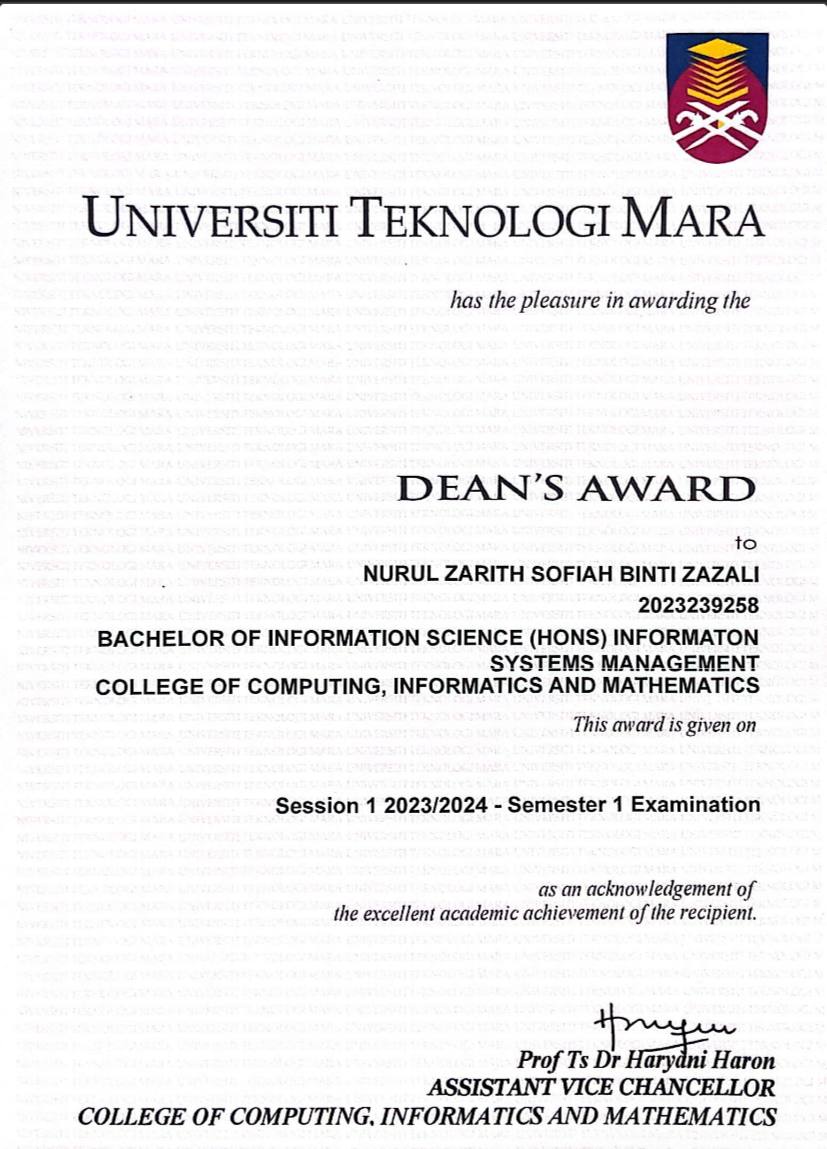 UNIVERSITI TEKNOLOGI MARA
has the pleasure in awarding the
DEAN'S AWARD
to
NURUL ZARITH SOFIAH BINTI ZAZALI
2023239258
BACHELOR OF INFORMATION SCIENCE (HONS) INFORMATON
SYSTEMS MANAGEMENT
COLLEGE OF COMPUTING, INFORMATICS AND MATHEMATICS
This award is given on
Session 1 2023/2024 - Semester 1 Examination
as an acknowledgement of
the excellent academic achievement of the recipient.
Prof Ts Dr Haryani Haron
ASSISTANT VICE CHANCELLOR
COLLEGE OF COMPUTING, INFORMATICS AND MATHEMATICS